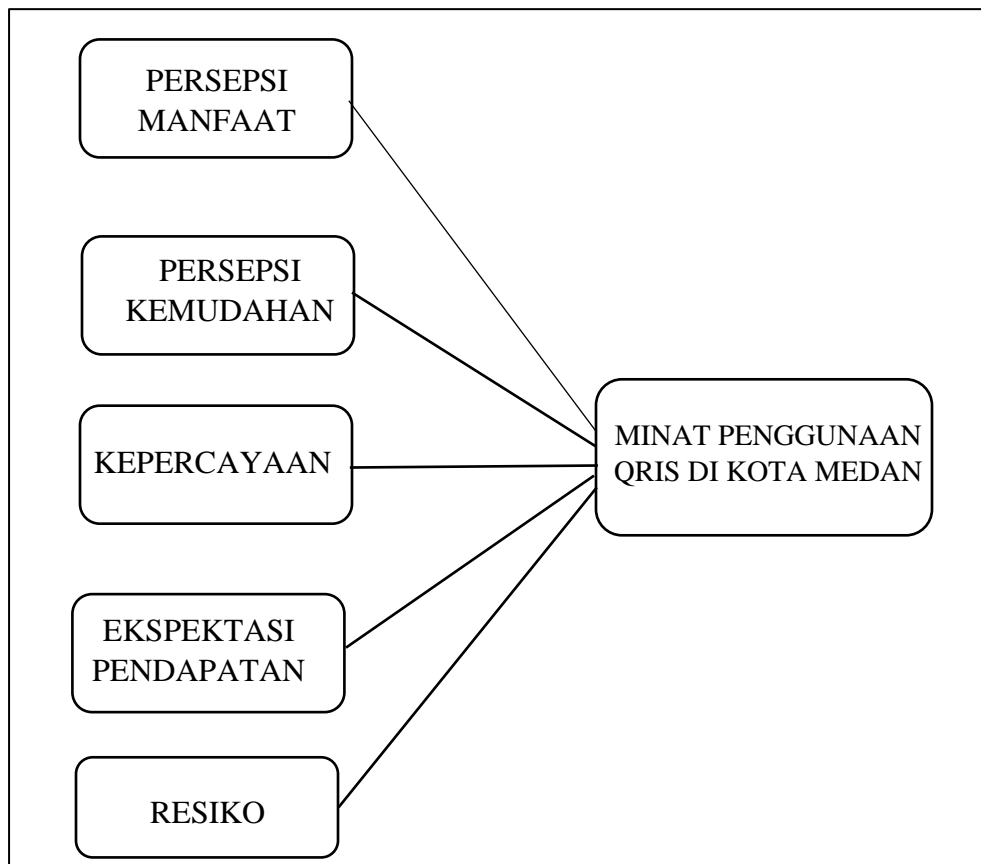 PERSEPSI
MANFAAT
PERSEPSI
KEMUDAHAN
KEPERCAYAAN
EKSPEKTASI
PENDAPATAN
RESIKO
MINAT PENGGUNAAN
QRIS DI KOTA MEDAN